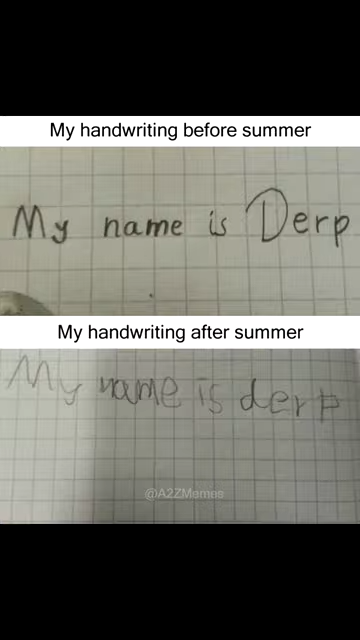 My handwriting before summer
My name is Derp
My handwriting after summer
My name is derp
@A2ZMemes